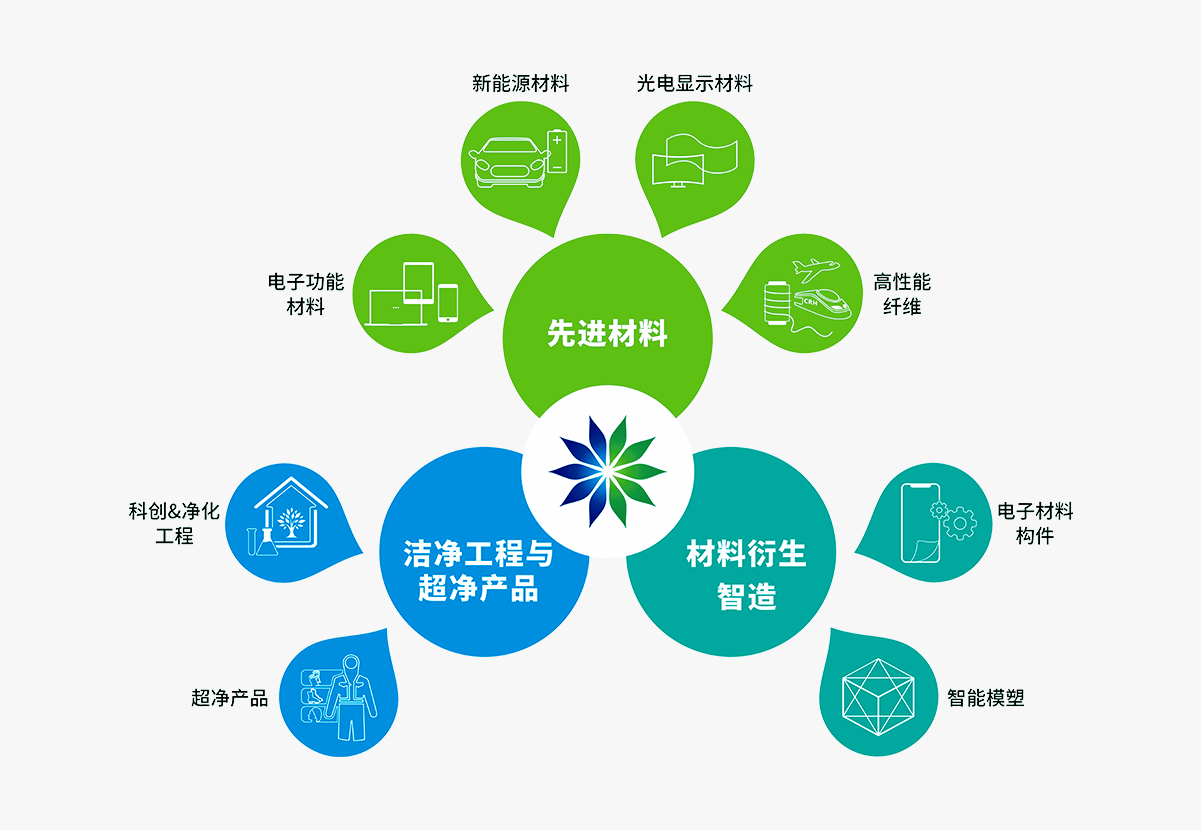 新能源材料
光电显示材料
电子功能
材料
高性能
纤维
CRH
先进材料
科创&净化
工程
洁净工程与
超净产品
材料衍生
智造
电子材料
构件
超净产品
智能模塑